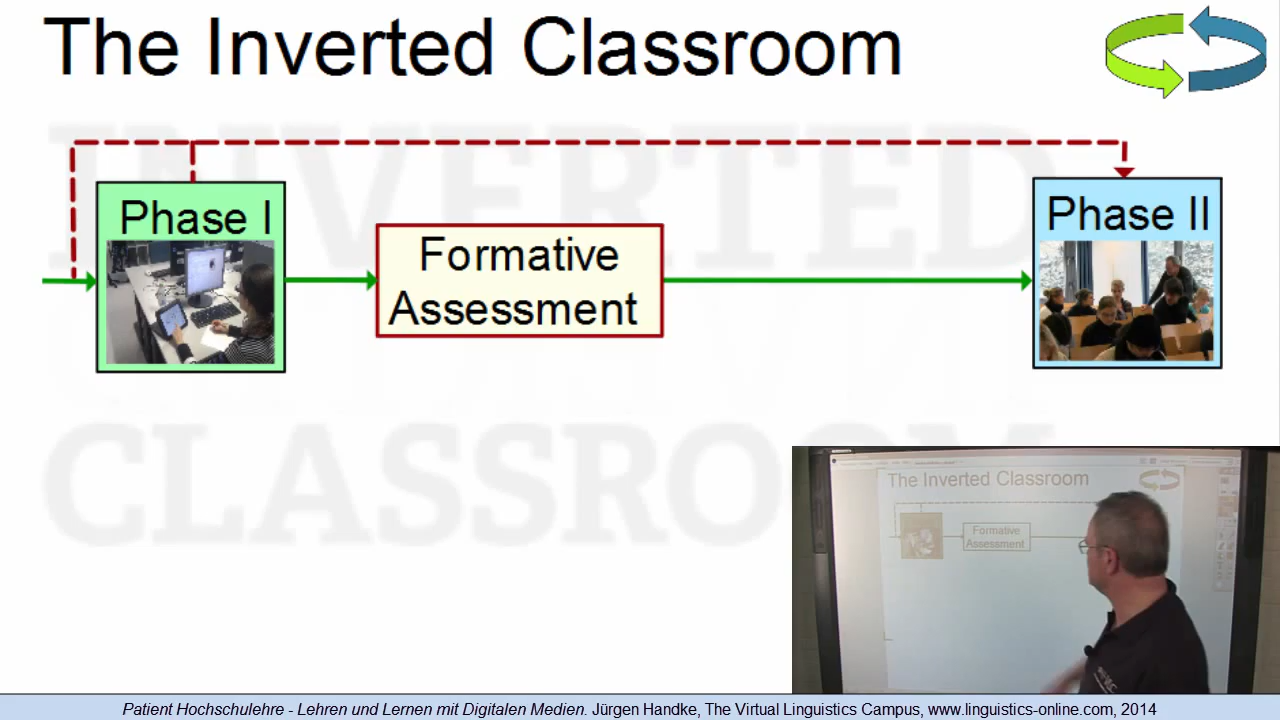 The Inverted Classroom
INVERTED
CLASSROOM
Phase I
Formative
Assessment
Phase II
The Inverted Classroom
Formative
Assessment
Patient Hochschulehre - Lehren und Lernen mit Digitalen Medien. Jürgen Handke, The Virtual Linguistics Campus, www.linguistics-online.com, 2014